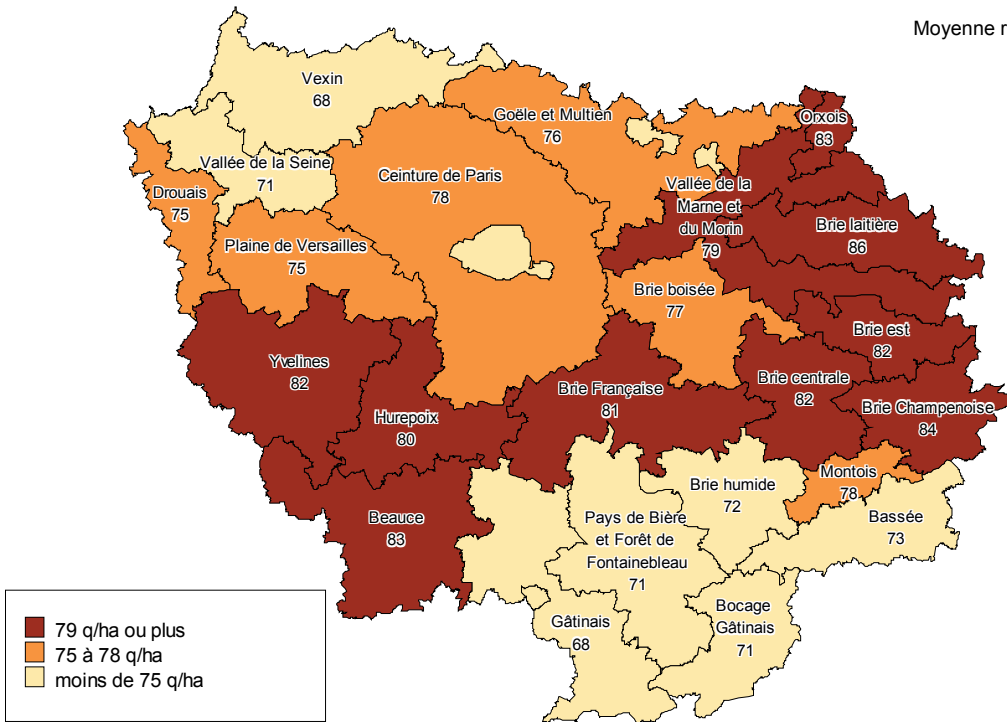 Moyenne r
Vexin
68
Goële et Multien
76
Orxois
83
Vallée de la Seine
71
Ceinture de Paris
78
Vallée de la
Marne et
du Morin
79
Drouais
75
Brie laitière
86
Plaine de Versailles
75
Brie boisée
77
Brie est
82
Yvelines
82
Brie Française
81
Brie centrale
82
Hurepoix
80
Brie Champenoise
84
Montois
78
Brie humide
72
Beauce
83
Pays de Bière
et Forêt de
Fontainebleau
71
Bassée
73
Gâtinais
68
Bocage
Gâtinais
71
79 q/ha ou plus
75 à 78 q/ha
moins de 75 q/ha